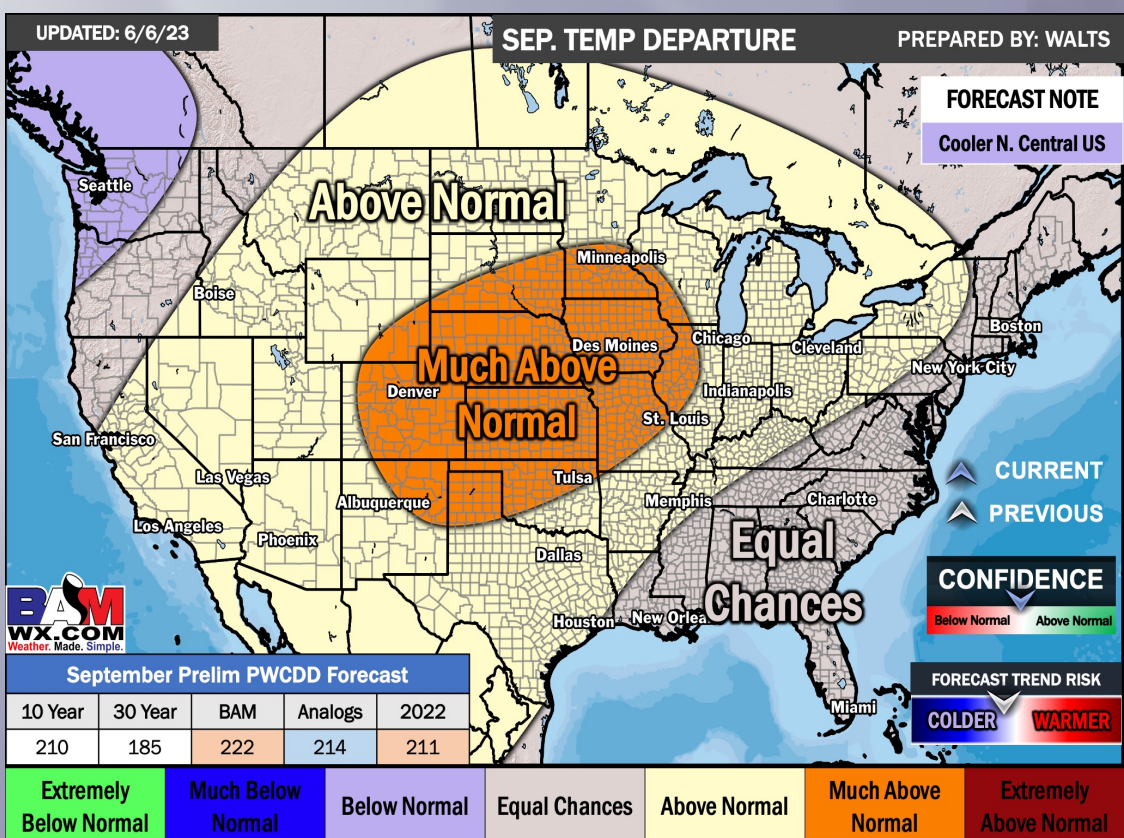 UPDATED: 6/6/23
SEP. TEMP DEPARTURE
PREPARED BY: WALTS
FORECAST NOTE
Cooler N. Central US
Seattle
Above Normal
Minneapolis
Boise
Boston
Des Moines
Chicago
Cleveland
New York City
Much Above
Normal
Denver
Indianapolis
St. Louis
San Francisco
Las Vegas
Tulsa
Albuquerque
Memphis
Charlotte
CURRENT
PREVIOUS
Los Angeles
Phoenix
Dallas
Equal
Chances
Houston
New Orlea
Miami
CONFIDENCE
Below Normal
Above Normal
FORECAST TREND RISK
COLDER
WARMER
BAM
WX.COM
Weather. Made. Simple.
September Prelim PWCDD Forecast
10 Year 30 Year BAM Analogs 2022
210 185 222 214 211
Extremely
Below Normal
Much Below
Normal
Below Normal
Equal Chances
Above Normal
Much Above
Normal
Extremely
Above Normal